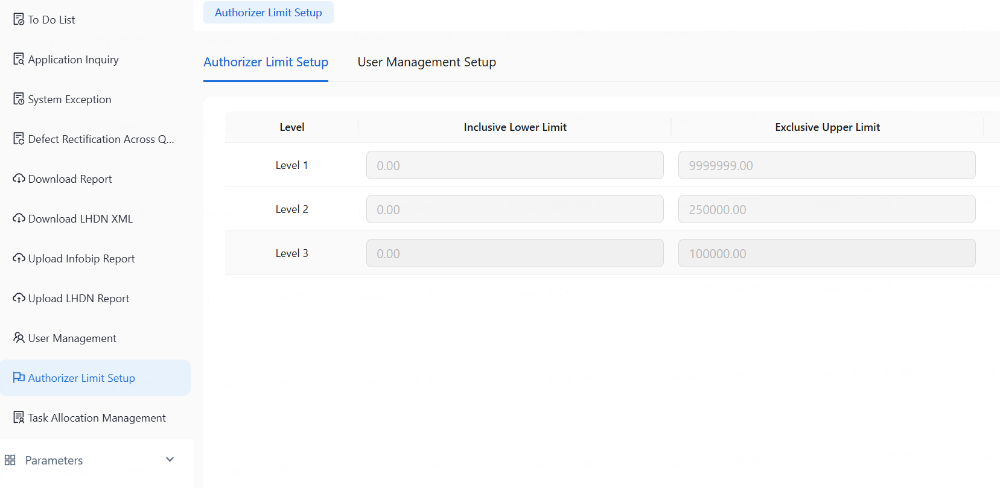 To Do List
Application Inquiry
System Exception
Defect Rectification Across Q...
Download Report
Download LHDN XML
Upload Infobip Report
Upload LHDN Report
User Management
Authorizer Limit Setup
Task Allocation Management
Parameters
Authorizer Limit Setup
Authorizer Limit Setup User Management Setup
Level Inclusive Lower Limit Exclusive Upper Limit
Level 1 0.00 9999999.00
Level 2 0.00 250000.00
Level 3 0.00 100000.00